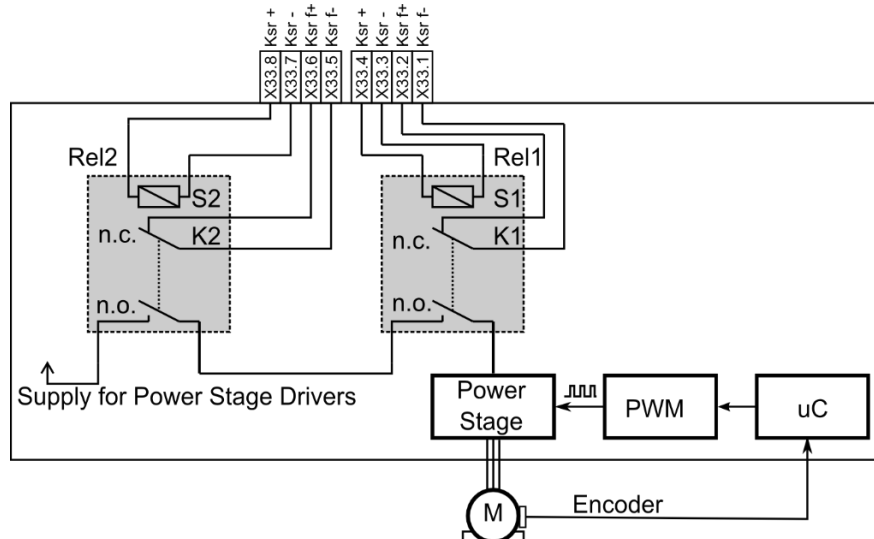 Ksr + Ksr - Ksr f+ Ksr f- Ksr + Ksr - Ksr f+ Ksr f-
X33.8 X33.7 X33.6 X33.5 X33.4 X33.3 X33.2 X33.1
Rel2 Rel1
S2 S1
n.c. K2 n.c. K1
n.o. n.o.
Supply for Power Stage Drivers
Power
Stage
PWM
uC
M
Encoder